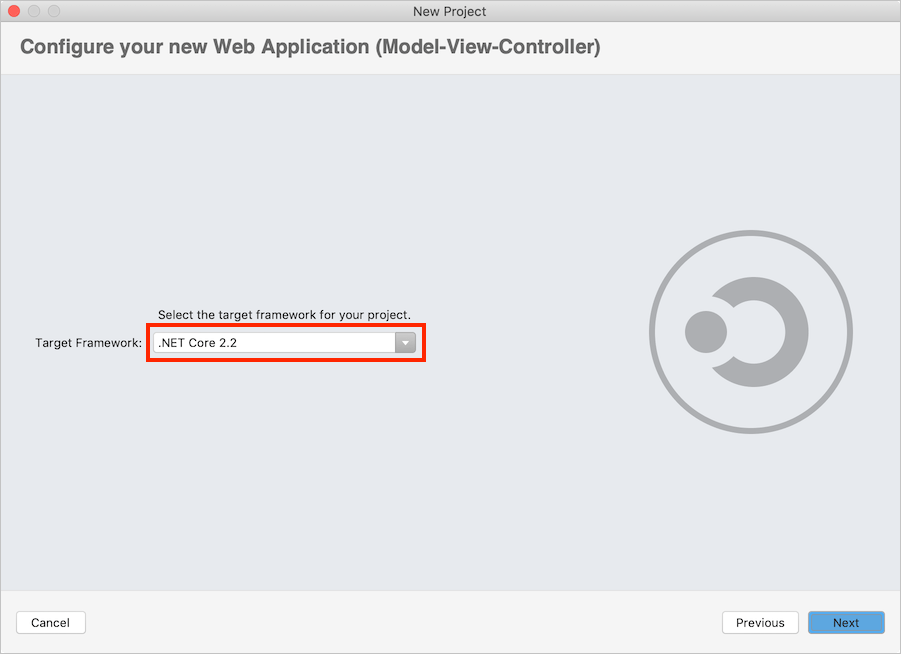 New Project
Configure your new Web Application (Model-View-Controller)
Select the target framework for your project.
Target Framework: .NET Core 2.2
Cancel Previous Next